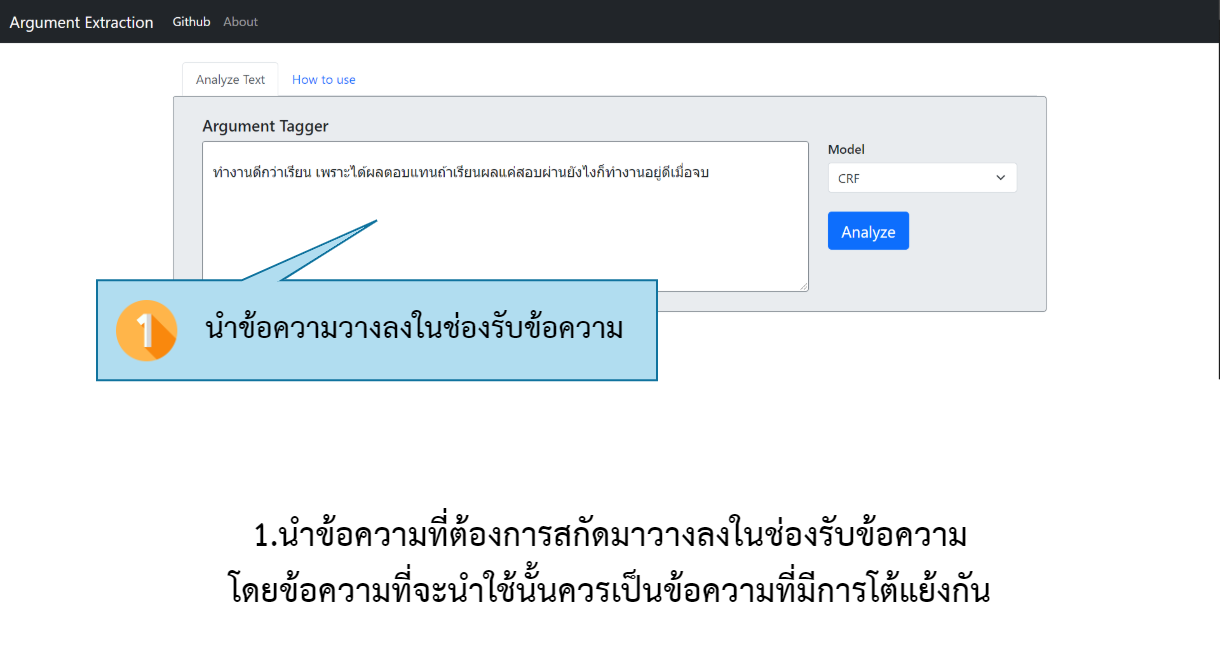 Argument Extraction Github About
Analyze Text How to use
Argument Tagger
Model
ทำงานดีกว่าเรียน เพราะได้ผลตอบแทนถ้าเรียนผลแค่สอบผ่านยังไงก็ทำงานอยู่ดีเมื่อจบ
CRF
Analyze
1 นำข้อความวางลงในช่องรับข้อความ
1.นำข้อความที่ต้องการสกัดมาวางลงในช่องรับข้อความ
โดยข้อความที่จะนำใช้นั้นควรเป็นข้อความที่มีการโต้แย้งกัน